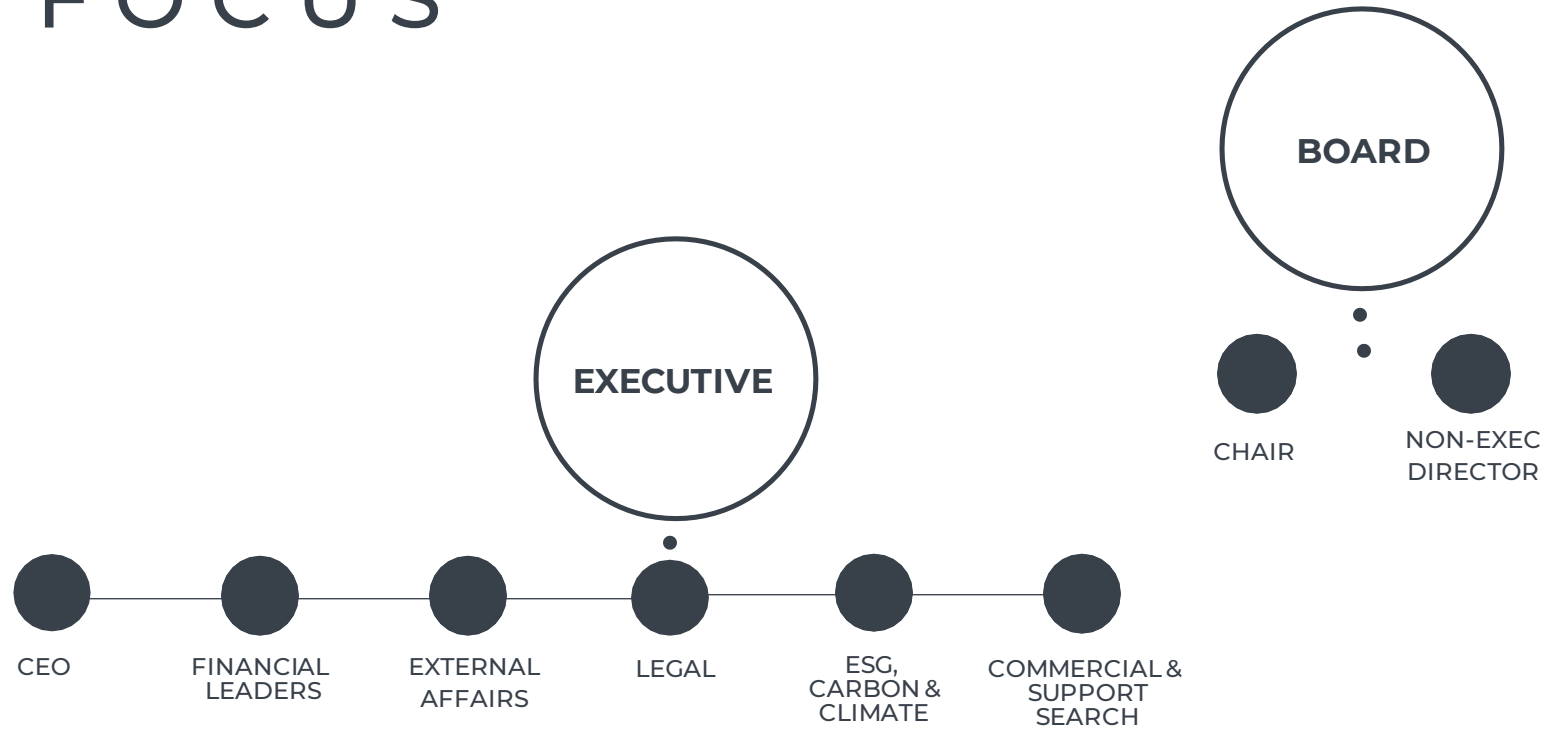 FOCUS
BOARD
EXECUTIVE
CHAIR
NON-EXEC
DIRECTOR
CEO
FINANCIAL
LEADERS
EXTERNAL
AFFAIRS
LEGAL
ESG,
CARBON &
CLIMATE
COMMERCIAL &
SUPPORT
SEARCH